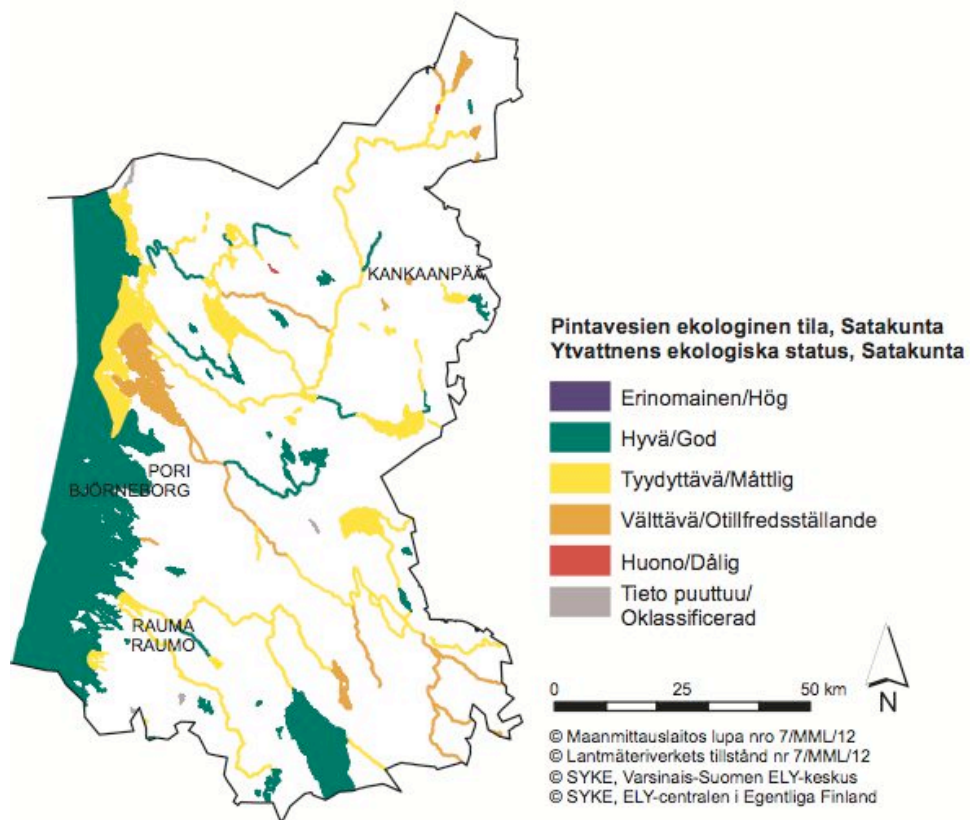 KANKAANPÄÄ
PORI
BJÖRNEBORG
RAUMA
RAUMO
Pintavesien ekologinen tila, Satakunta
Ytvattnens ekologiska status, Satakunta
Erinomainen/Hög
Hyvä/God
Tyydyttävä/Måttlig
Välttävä/Otillfredsställande
Huono/Dålig
Tieto puuttuu/
Oklassificerad
0 25 50 km
N
© Maanmittauslaitos lupa nro 7/MML/12
© Lantmäteriverkets tillstånd nr 7/MML/12
© SYKE, Varsinais-Suomen ELY-keskus
© SYKE, ELY-centralen i Egentliga Finland